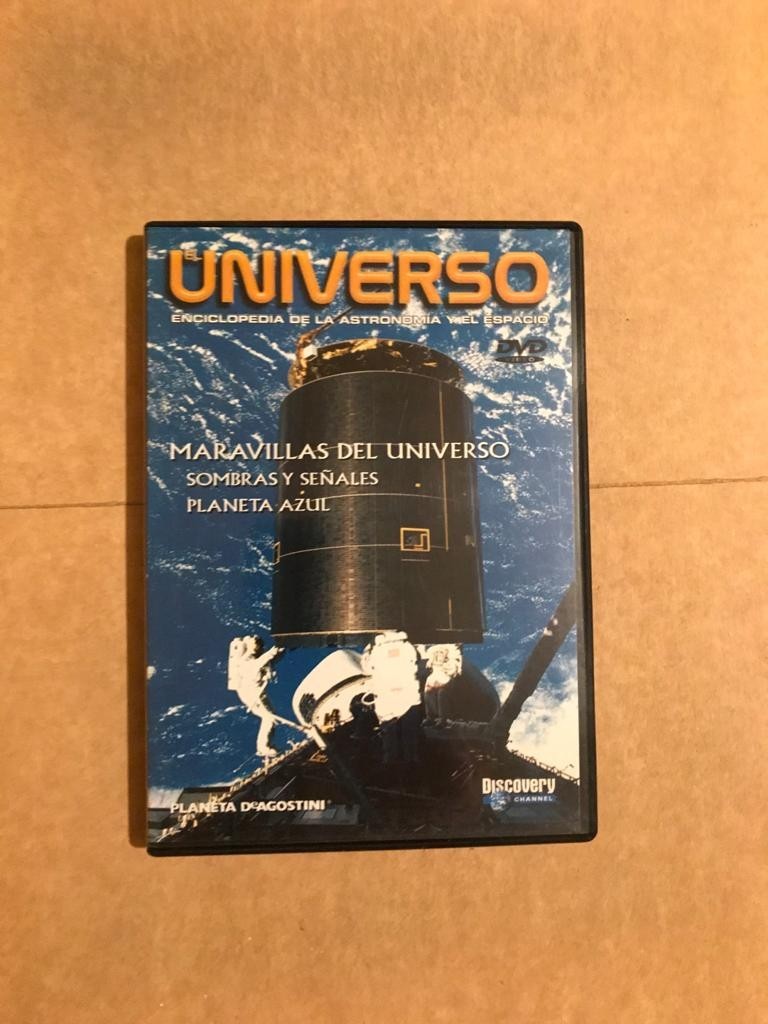 EL
UNIVERSO
ENCICLOPEDIA DE LA ASTRONOMÍA Y EL ESPACIO
DVD
VIDEO
MARAVILLAS DEL UNIVERSO
SOMBRAS Y SEÑALES
PLANETA AZUL
PLANETA DeAGOSTINI
Discovery
CHANNEL